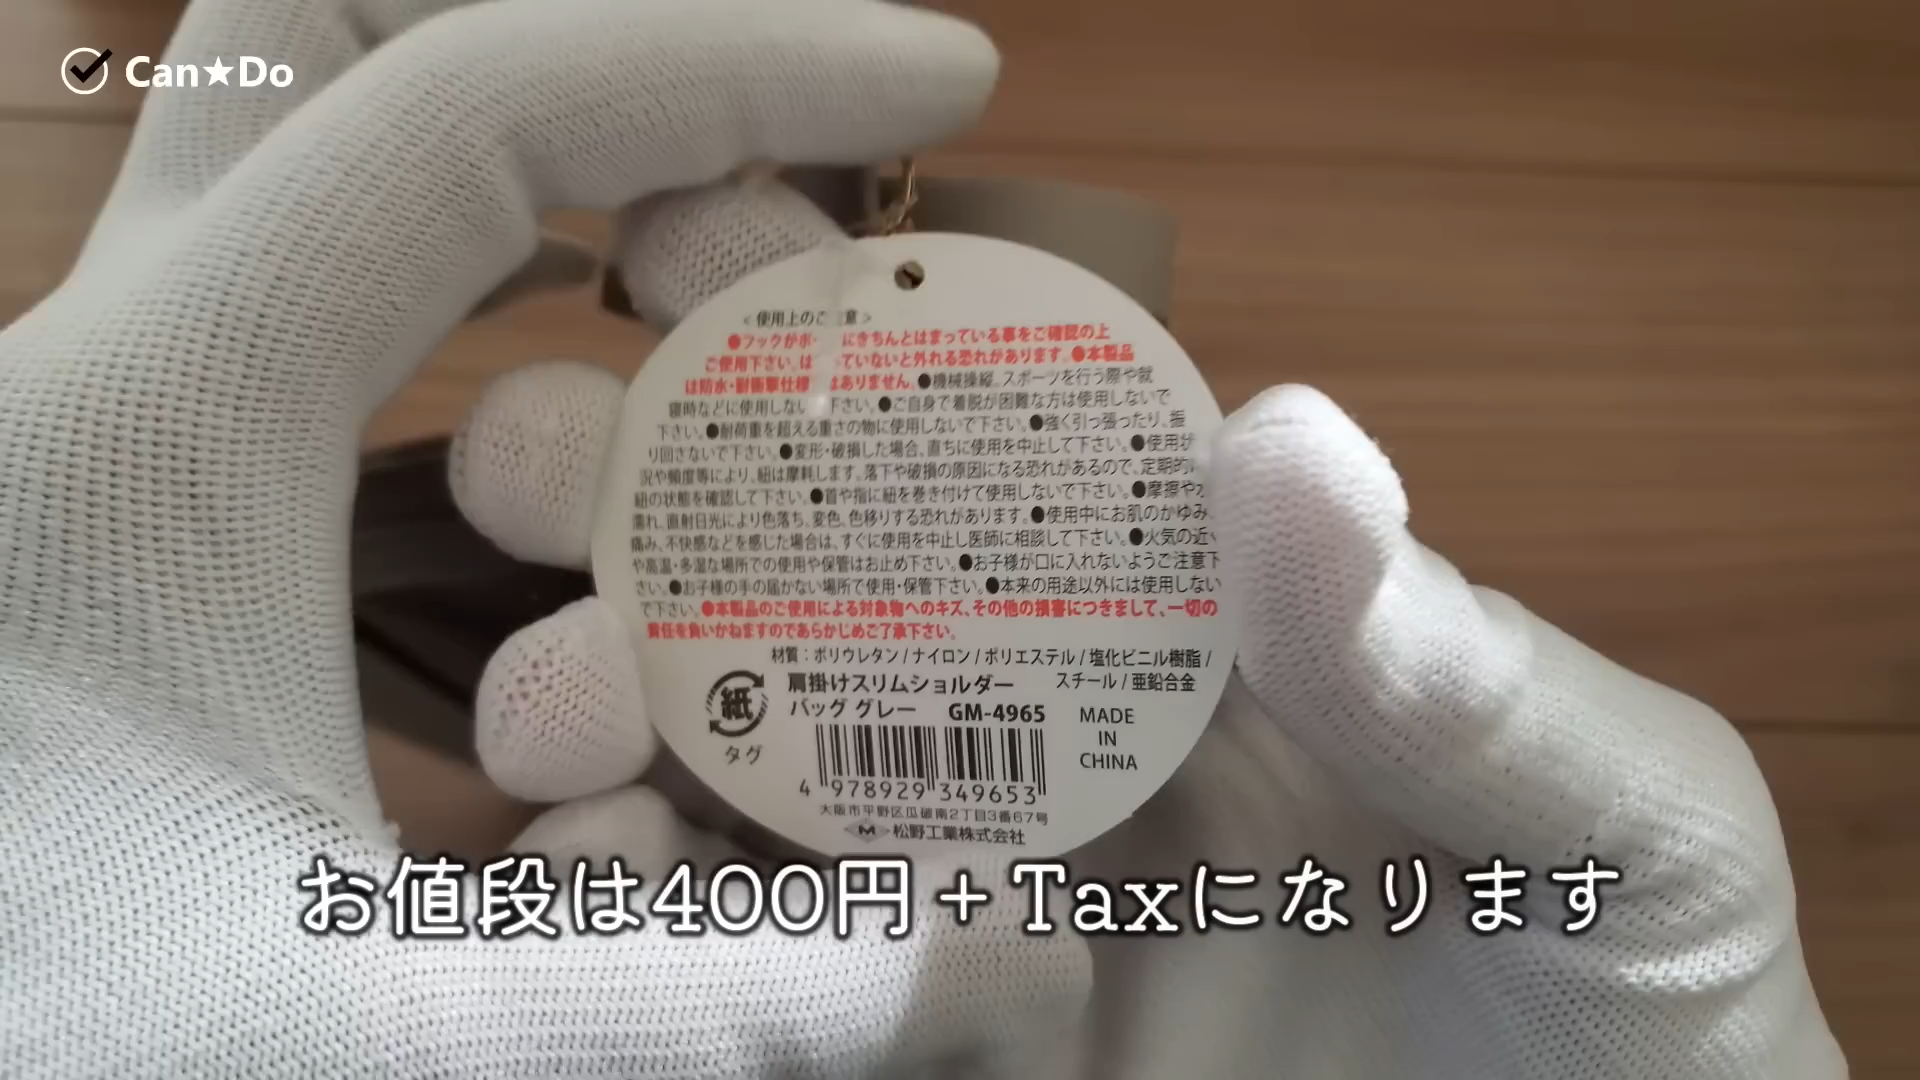 Can★Do
<使用上のご 意>
●フックがポ にきちんとはまっている事をご確認の上
ご使用下さい。は っていないと外れる恐れがあります。●本製品
は防水・耐衝撃仕様 はありません。●機械操縦、スポーツを行う際や就
寝時などに使用しない 下さい。●ご自身で着脱が困難な方は使用しないで
下さい。●耐荷重を超える重さの物に使用しないで下さい。●強く引っ張ったり、振
り回さないで下さい。●変形・破損した場合、直ちに使用を中止して下さい。●使用状
況や頻度等により、紐は摩耗します。落下や破損の原因になる恐れがあるので、定期的に
紐の状態を確認して下さい。●首や指に紐を巻き付けて使用しないで下さい。●摩擦や水
濡れ、直射日光により色落ち、変色、色移りする恐れがあります。●使用中にお肌のかゆみ、
痛み、不快感などを感じた場合は、すぐに使用を中止し医師に相談して下さい。●火気の近く
や高温・多湿な場所での使用や保管はお止め下さい。●お子様が口に入れないようご注意下
さい。●お子様の手の届かない場所で使用・保管下さい。●本来の用途以外には使用しない
で下さい。●本製品のご使用による対象物へのキズ、その他の損害につきまして、一切の
責任を負いかねますのであらかじめご了承下さい。
材質：ポリウレタン/ナイロン/ポリエステル/塩化ビニル樹脂/
スチール/亜鉛合金
紙
タグ
肩掛けスリムショルダー
バッグ グレー GM-4965
MADE
IN
CHINA
4 978929 349653
大阪市平野区瓜破南2丁目3番67号
M 松野工業株式会社
お値段は400円＋Taxになります